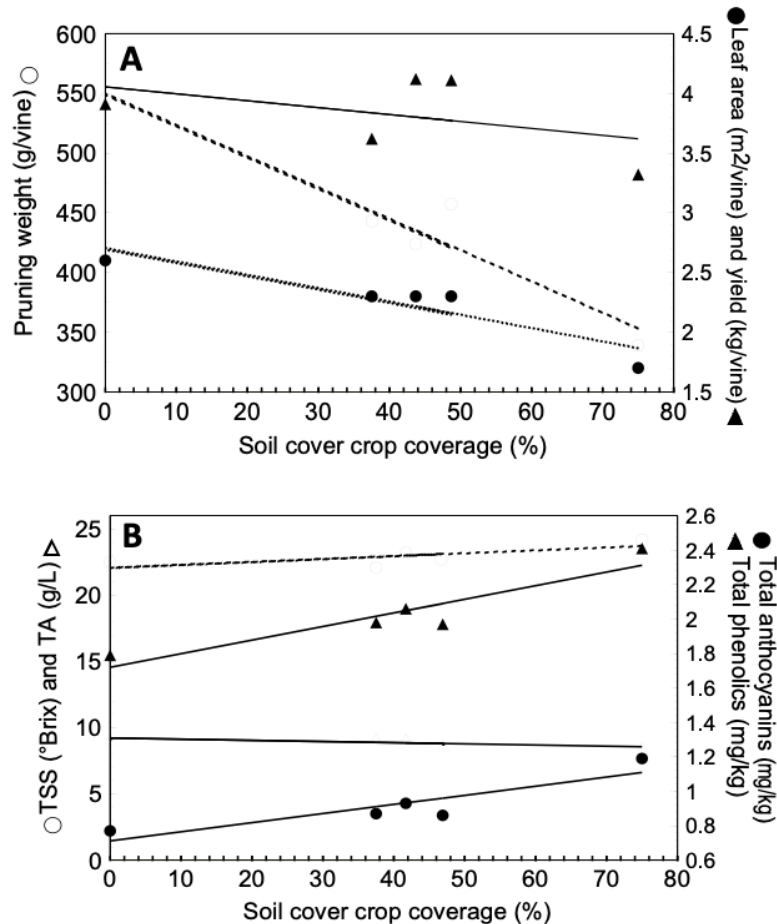 A
Pruning weight (g/vine) ○
600
550
500
450
400
350
300
4.5
4
3.5
3
2.5
2
1.5
● Leaf area (m2/vine) and yield (kg/vine) ▲
0 10 20 30 40 50 60 70 80
Soil cover crop coverage (%)
B
○ TSS (°Brix) and TA (g/L) △
25
20
15
10
5
0
2.6
2.4
2.2
2
1.8
1.6
1.4
1.2
1
0.8
0.6
● Total anthocyanins (mg/kg)
▲ Total phenolics (mg/kg)
0 10 20 30 40 50 60 70 80
Soil cover crop coverage (%)